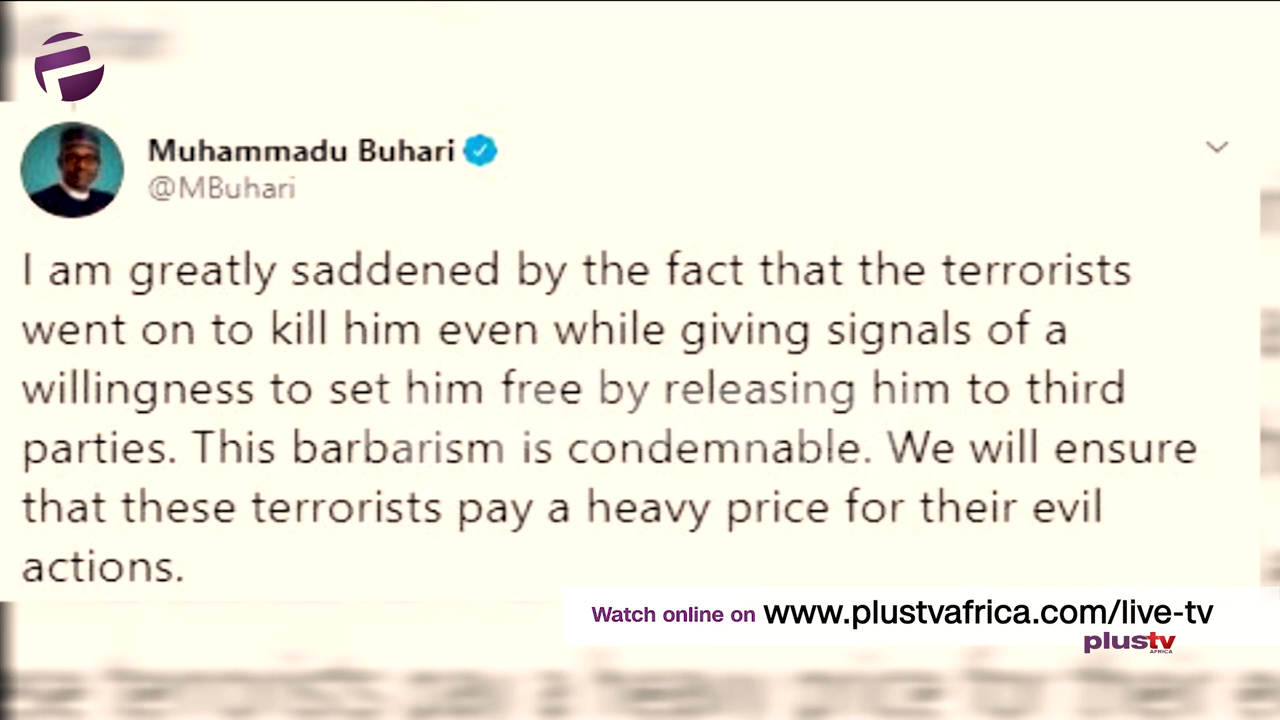 Muhammadu Buhari
@MBuhari
I am greatly saddened by the fact that the terrorists
went on to kill him even while giving signals of a
willingness to set him free by releasing him to third
parties. This barbarism is condemnable. We will ensure
that these terrorists pay a heavy price for their evil
actions.
Watch online on www.plustvafrica.com/live-tv
plustv
AFRICA